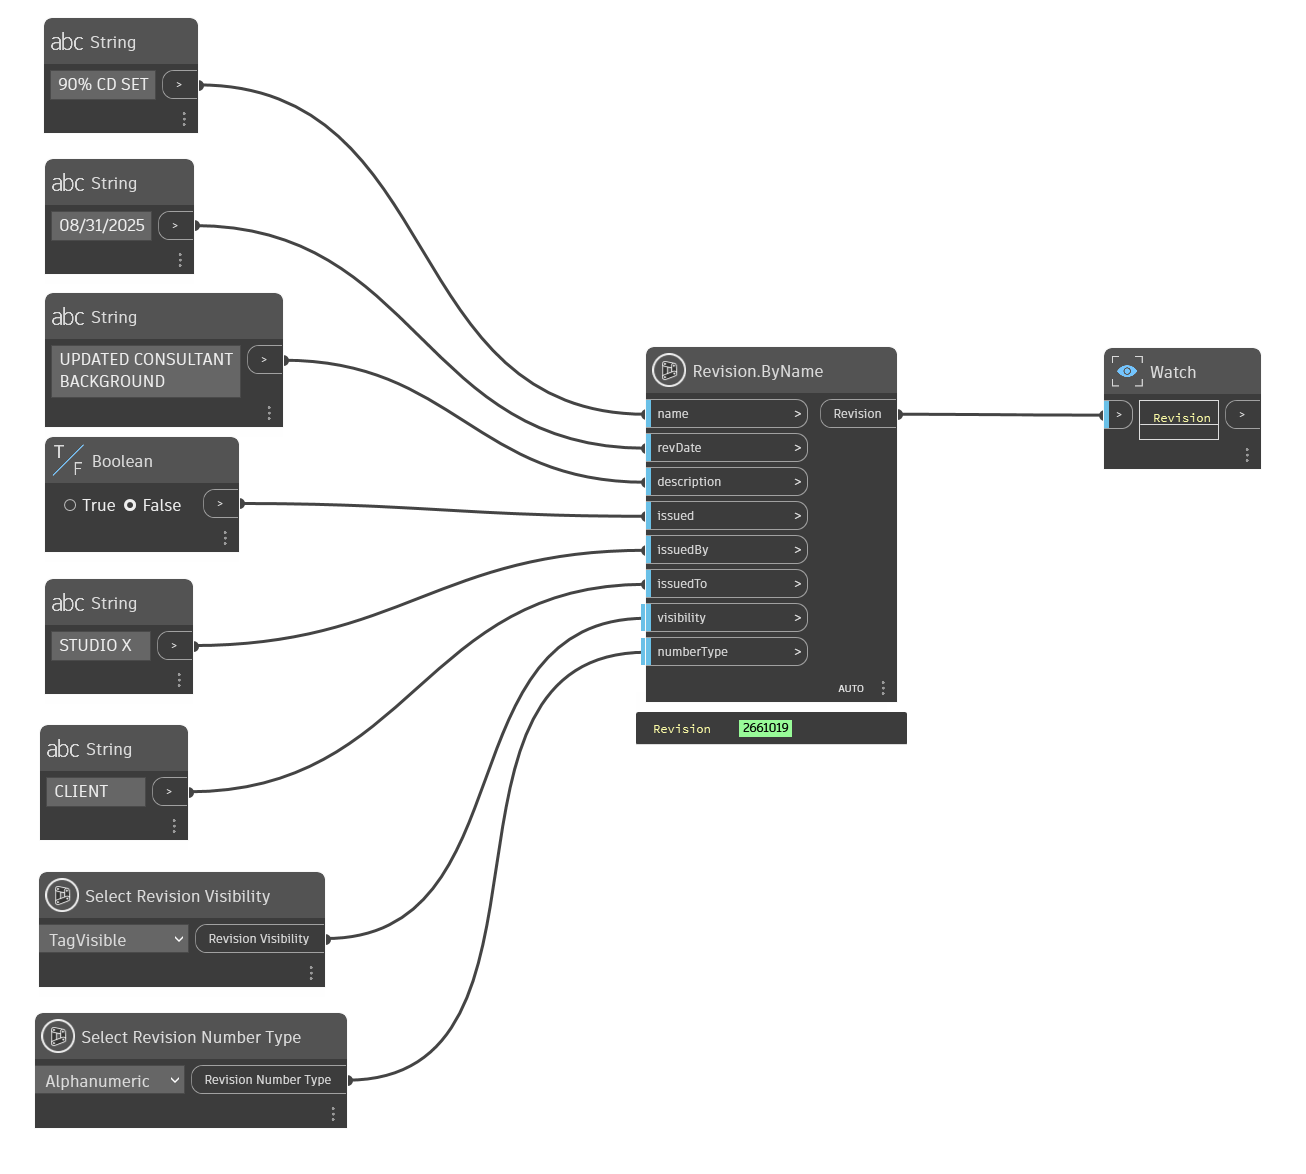 abc String
90% CD SET >
abc String
08/31/2025 >
abc String
UPDATED CONSULTANT
BACKGROUND
>
T
F
Boolean
True False >
abc String
STUDIO X >
abc String
CLIENT >
Select Revision Visibility
TagVisible Revision Visibility
Select Revision Number Type
Alphanumeric Revision Number Type
Revision.ByName
name > Revision
revDate >
description >
issued >
issuedBy >
issuedTo >
visibility >
numberType >
AUTO
Revision 2661019
Watch
> Revision >